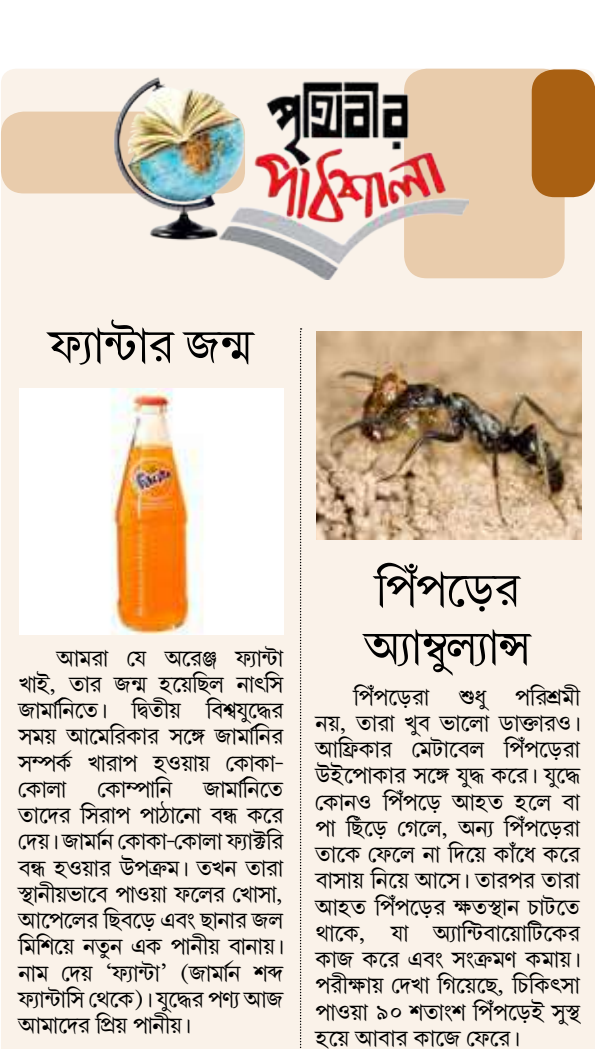 পৃথিবীর
পাঠশালা
ফ্যান্টার জন্ম
আমরা যে অরেঞ্জ ফ্যান্টা
খাই, তার জন্ম হয়েছিল নাৎসি
জার্মানিতে। দ্বিতীয় বিশ্বযুদ্ধের
সময় আমেরিকার সঙ্গে জার্মানির
সম্পর্ক খারাপ হওয়ায় কোকা-
কোলা কোম্পানি জার্মানিতে
তাদের সিরাপ পাঠানো বন্ধ করে
দেয়। জার্মান কোকা-কোলা ফ্যাক্টরি
বন্ধ হওয়ার উপক্রম। তখন তারা
স্থানীয়ভাবে পাওয়া ফলের খোসা,
আপেলের ছিবড়ে এবং ছানার জল
মিশিয়ে নতুন এক পানীয় বানায়।
নাম দেয় ‘ফ্যান্টা’ (জার্মান শব্দ
ফ্যান্টাসি থেকে)। যুদ্ধের পণ্য আজ
আমাদের প্রিয় পানীয়।
পিঁপড়ের
অ্যাম্বুল্যান্স
পিঁপড়েরা শুধু পরিশ্রমী
নয়, তারা খুব ভালো ডাক্তারও।
আফ্রিকার মেটাবেল পিঁপড়েরা
উইপোকার সঙ্গে যুদ্ধ করে। যুদ্ধে
কোনও পিঁপড়ে আহত হলে বা
পা ছিঁড়ে গেলে, অন্য পিঁপড়েরা
তাকে ফেলে না দিয়ে কাঁধে করে
বাসায় নিয়ে আসে। তারপর তারা
আহত পিঁপড়ের ক্ষতস্থান চাটতে
থাকে, যা অ্যান্টিবায়োটিকের
কাজ করে এবং সংক্রমণ কমায়।
পরীক্ষায় দেখা গিয়েছে, চিকিৎসা
পাওয়া ৯০ শতাংশ পিঁপড়েই সুস্থ
হয়ে আবার কাজে ফেরে।